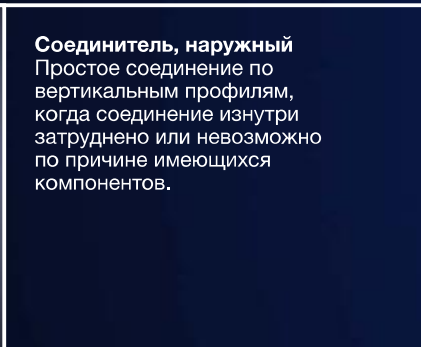 Соединитель, наружный
Простое соединение по
вертикальным профилям,
когда соединение изнутри
затруднено или невозможно
по причине имеющихся
компонентов.